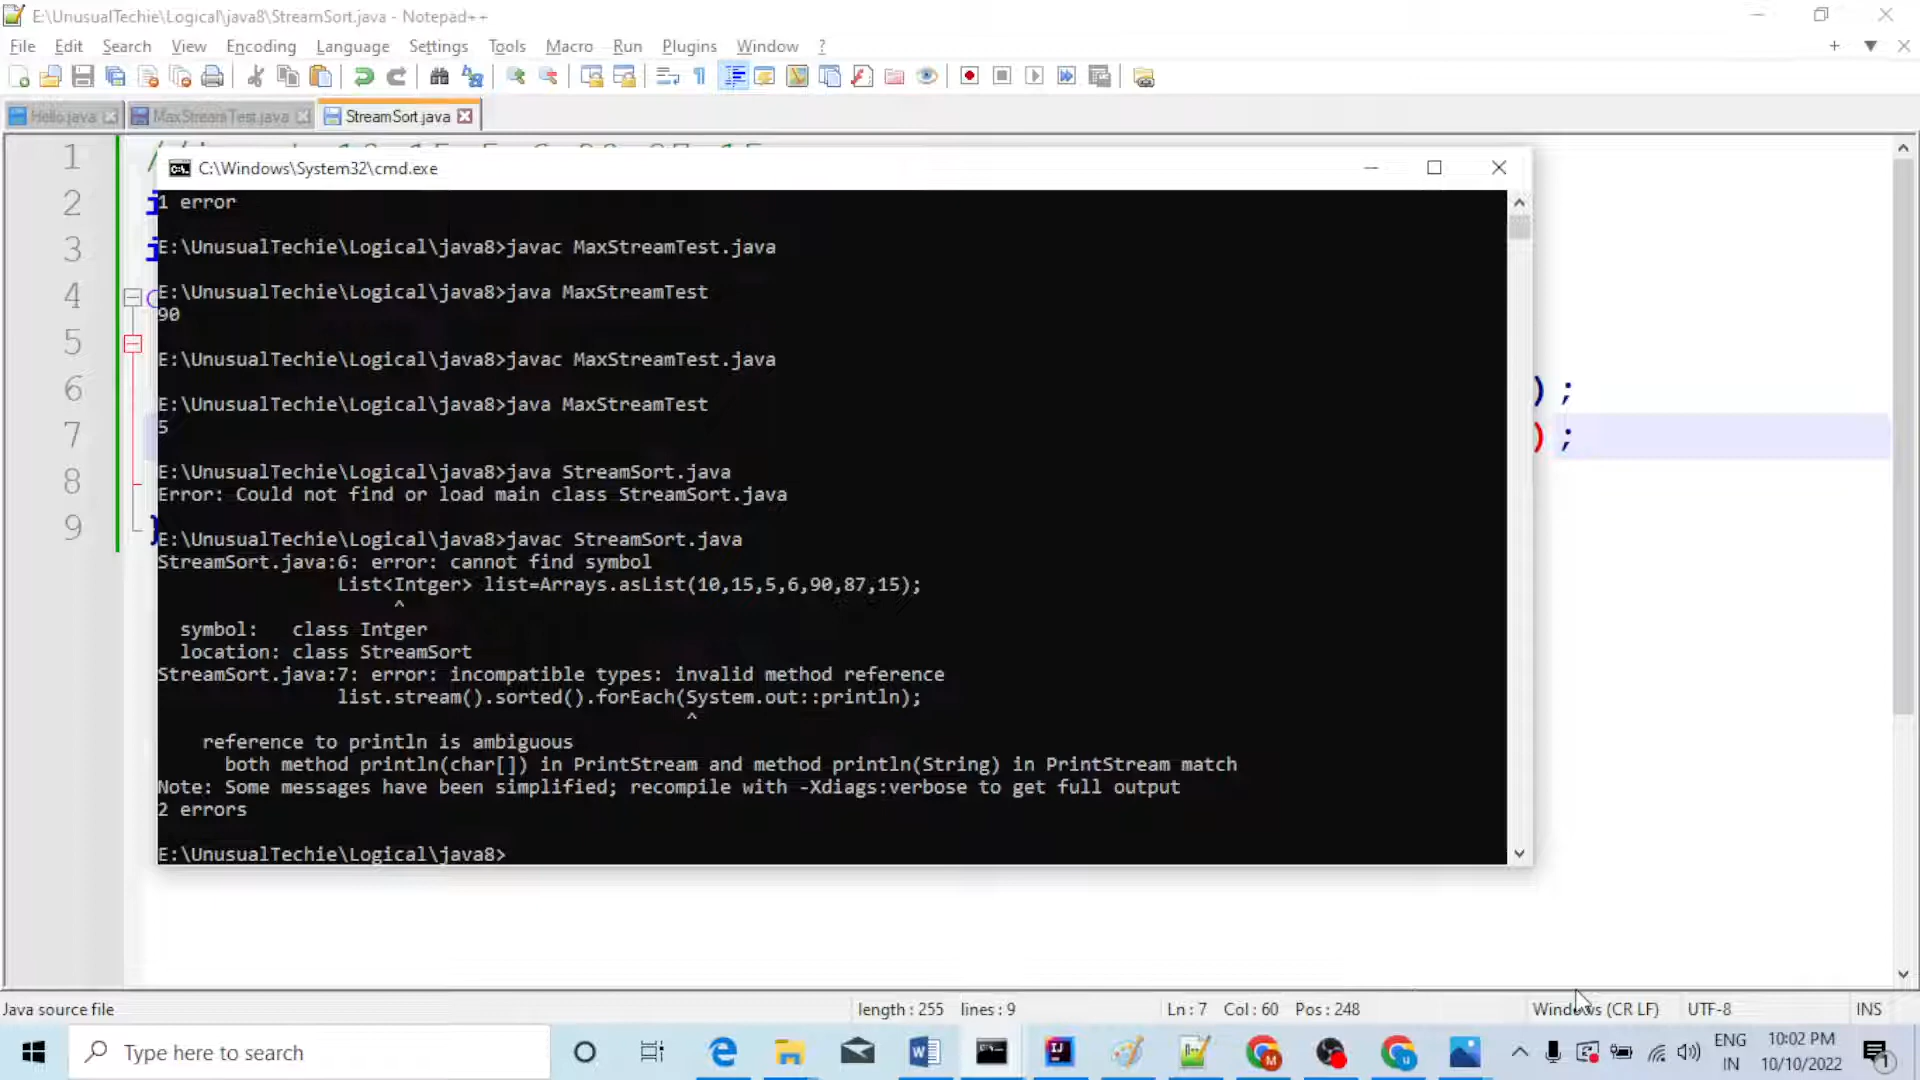 E:\UnusualTechie\Logical\java8\StreamSort.java - Notepad++
File Edit Search View Encoding Language Settings Tools Macro Run Plugins Window ?
Hello.java MaxStreamTest.java StreamSort.java
1
2
3
4
5
6 ) ;
7 ) ;
8
9
C:\Windows\System32\cmd.exe
1 error
E:\UnusualTechie\Logical\java8>javac MaxStreamTest.java
E:\UnusualTechie\Logical\java8>java MaxStreamTest
90
E:\UnusualTechie\Logical\java8>javac MaxStreamTest.java
E:\UnusualTechie\Logical\java8>java MaxStreamTest
5
E:\UnusualTechie\Logical\java8>java StreamSort.java
Error: Could not find or load main class StreamSort.java
E:\UnusualTechie\Logical\java8>javac StreamSort.java
StreamSort.java:6: error: cannot find symbol
List<Intger> list=Arrays.asList(10,15,5,6,90,87,15);
^
symbol: class Intger
location: class StreamSort
StreamSort.java:7: error: incompatible types: invalid method reference
list.stream().sorted().forEach(System.out::println);
^
reference to println is ambiguous
both method println(char[]) in PrintStream and method println(String) in PrintStream match
Note: Some messages have been simplified; recompile with -Xdiags:verbose to get full output
2 errors
E:\UnusualTechie\Logical\java8>
Java source file length : 255 lines : 9 Ln : 7 Col : 60 Pos : 248 Windows (CR LF) UTF-8 INS
Type here to search
ENG
IN
10:02 PM
10/10/2022